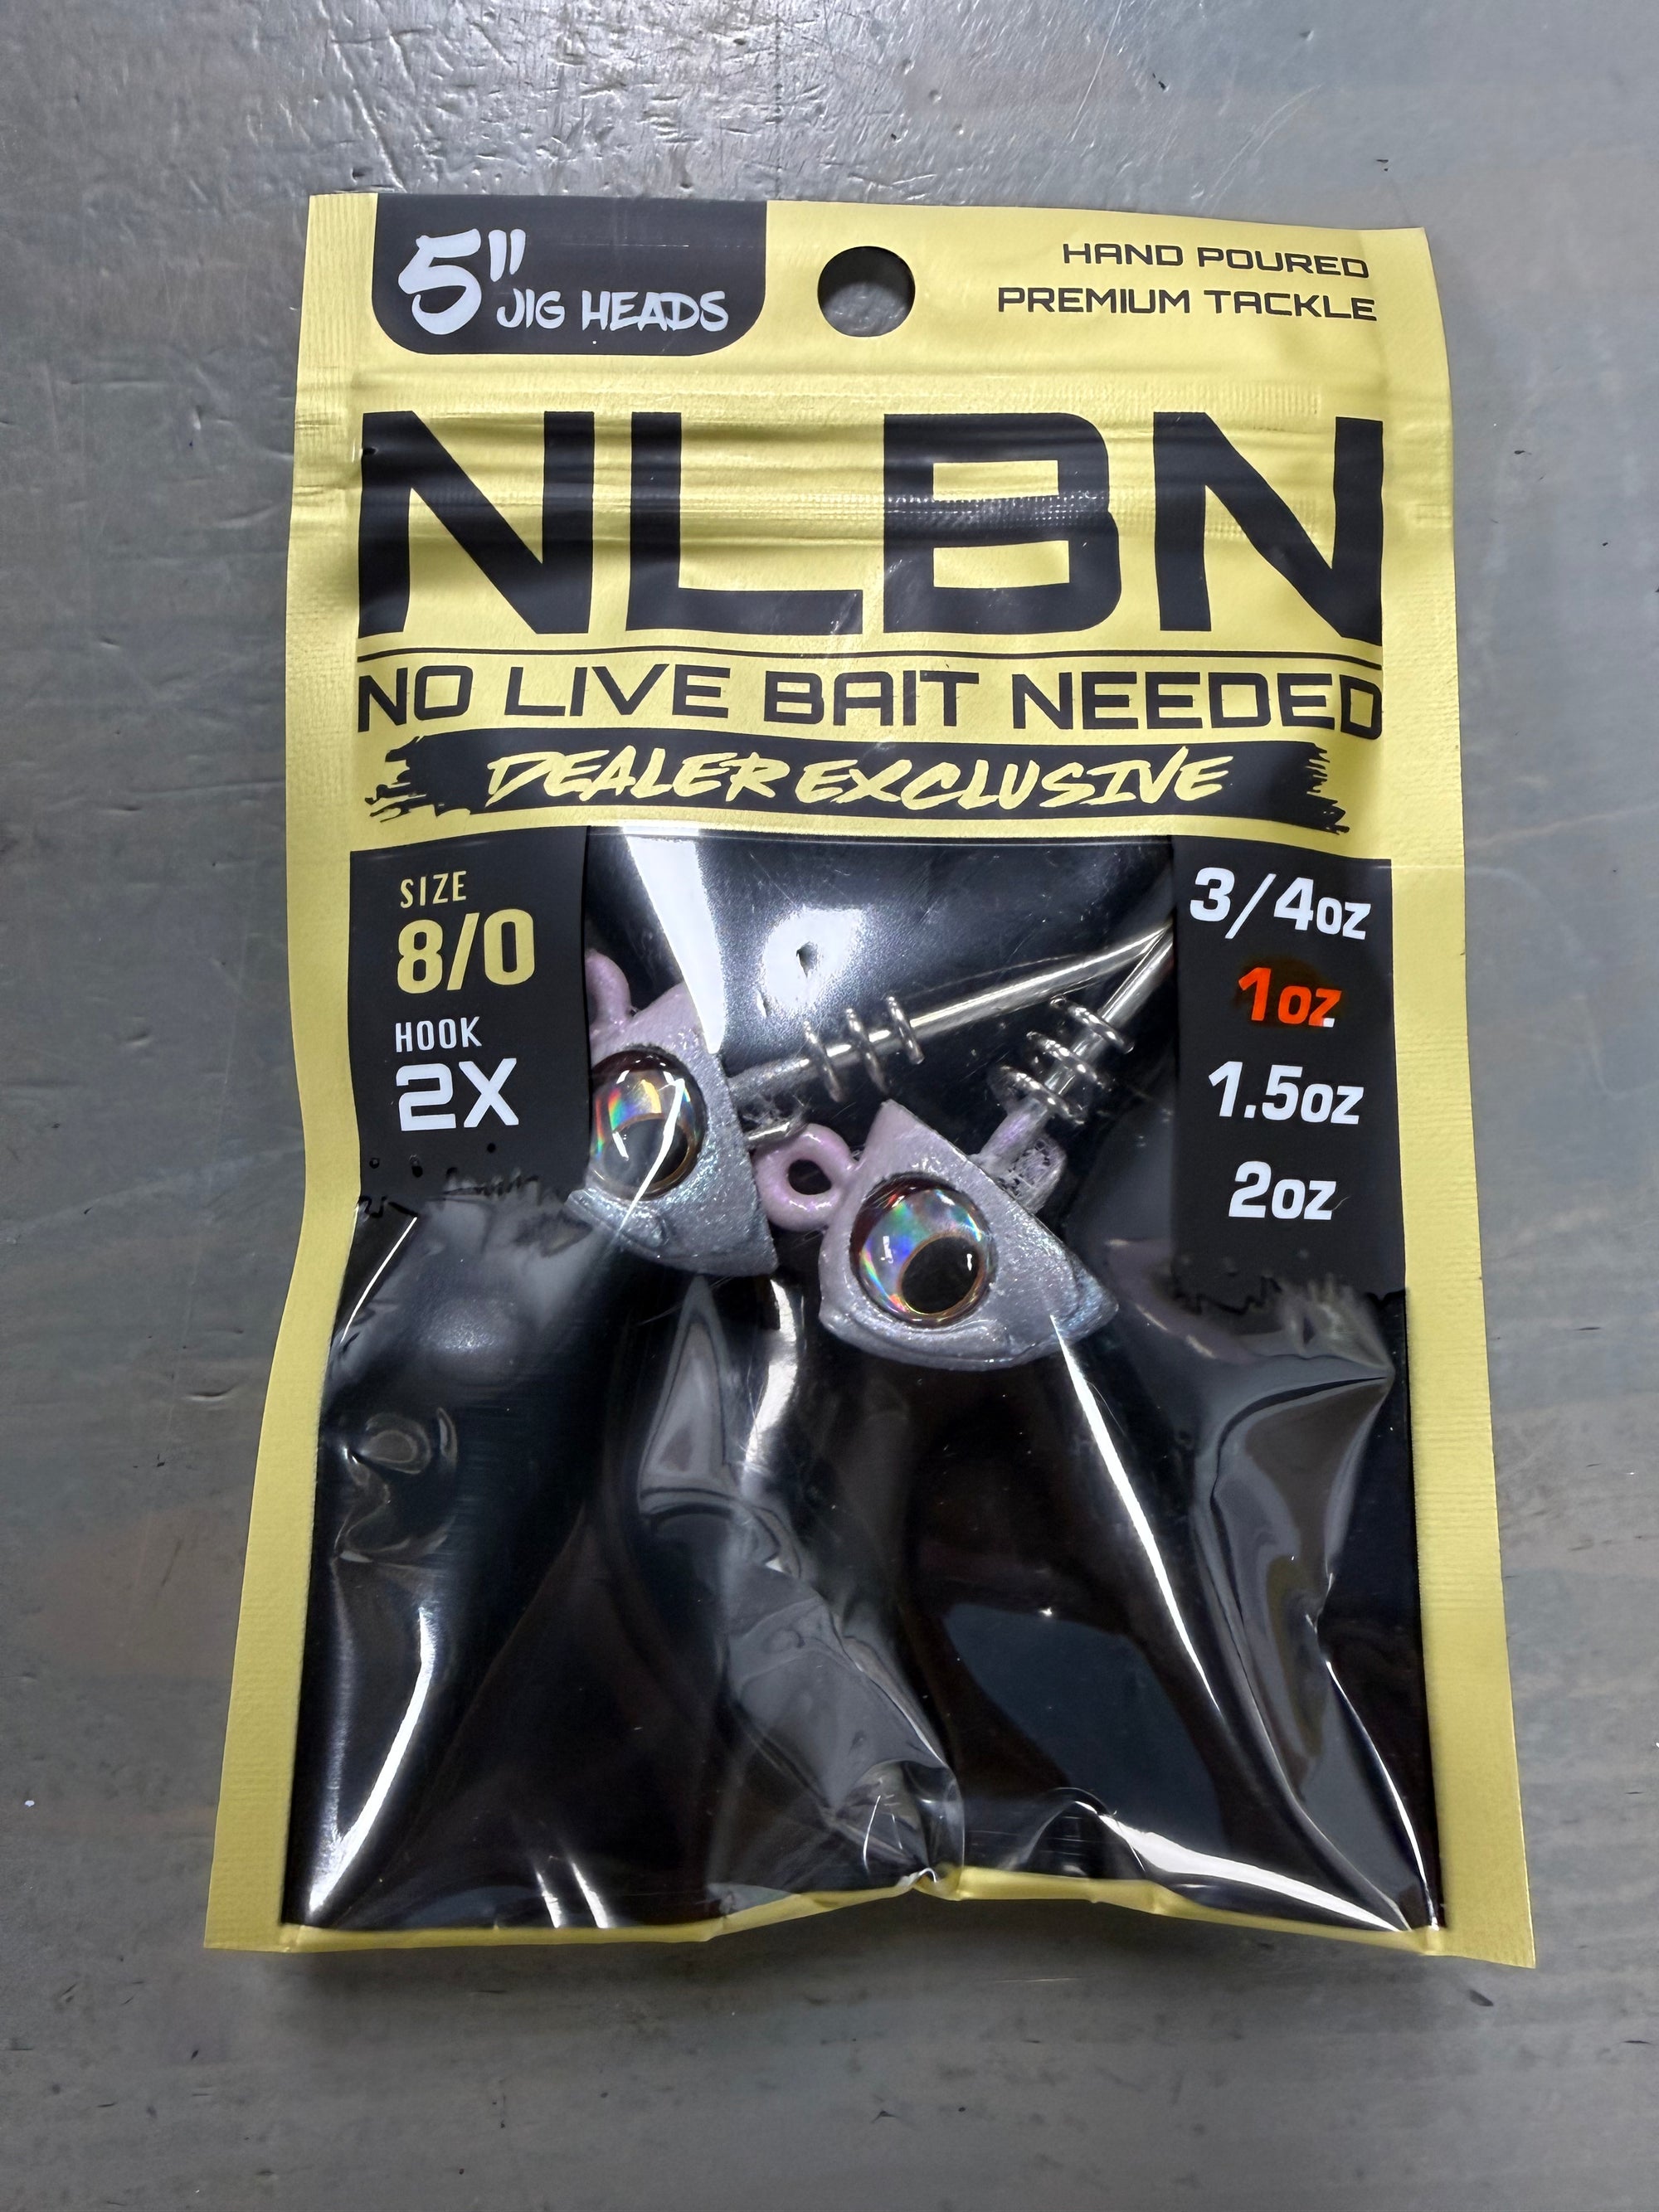 5" JIG HEADS
HAND POURED
PREMIUM TACKLE
NLBN
NO LIVE BAIT NEEDED
DEALER EXCLUSIVE
SIZE
8/0
HOOK
2X
3/4oz
1oz
1.5oz
2oz